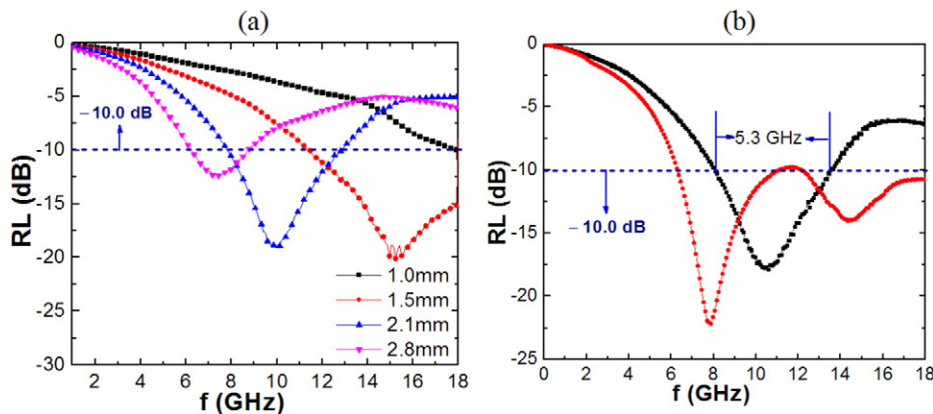 (a)
0
-5
-10
-15
-20
-25
-30
RL (dB)
− 10.0 dB
1.0mm
1.5mm
2.1mm
2.8mm
2 4 6 8 10 12 14 16 18
f (GHz)
(b)
0
-5
-10
-15
-20
-25
RL (dB)
5.3 GHz
− 10.0 dB
0 2 4 6 8 10 12 14 16 18
f (GHz)